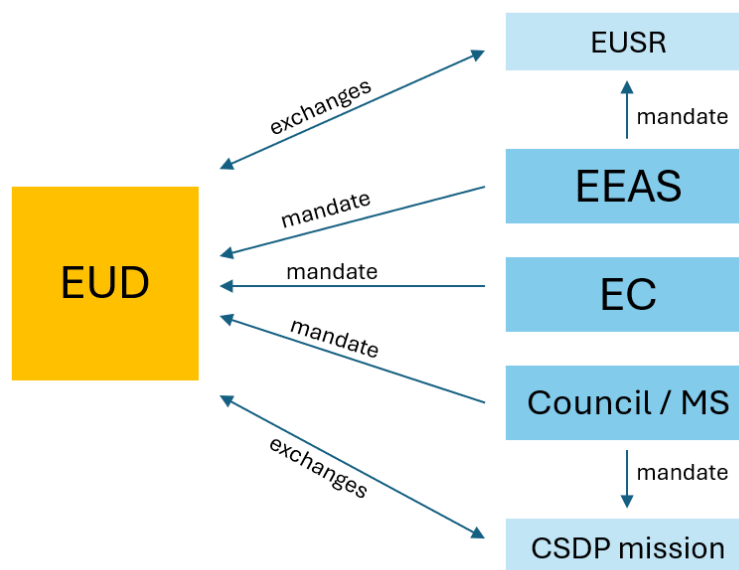 EUSR
exchanges
mandate
EEAS
mandate
EUD
mandate
EC
mandate
Council / MS
exchanges
mandate
CSDP mission